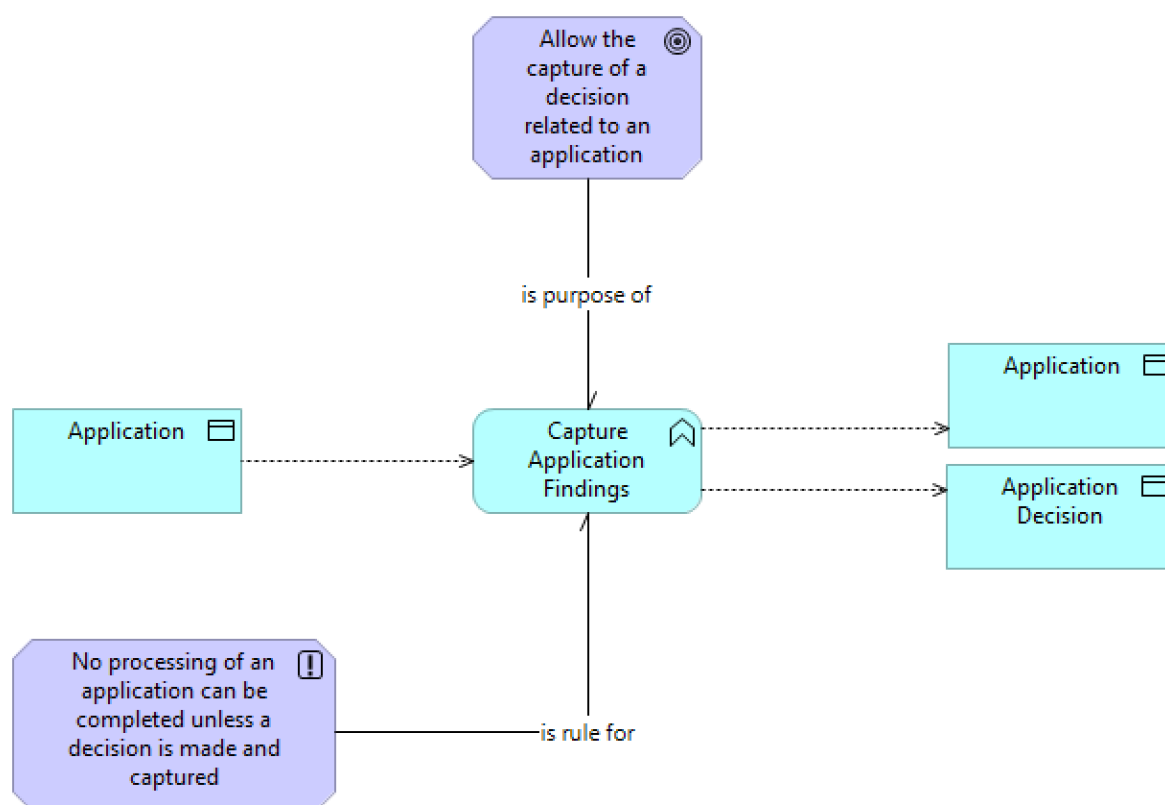 Allow the
capture of a
decision
related to an
application
is purpose of
Application
Capture
Application
Findings
Application
Application
Decision
No processing of an
application can be
completed unless a
decision is made and
captured
is rule for